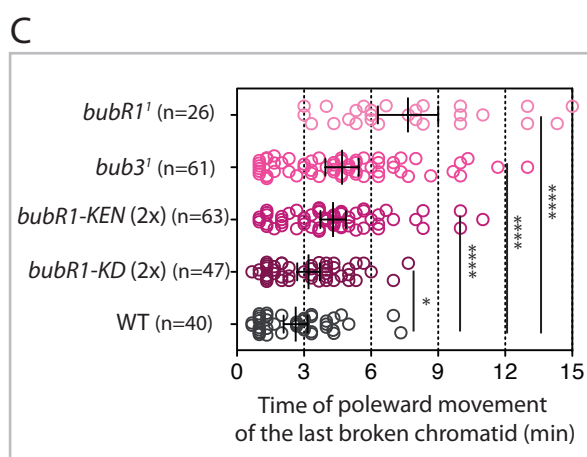 C
bubR1¹ (n=26)
bub3¹ (n=61)
bubR1-KEN (2x) (n=63)
bubR1-KD (2x) (n=47)
WT (n=40)
*
****
****
****
0 3 6 9 12 15
Time of poleward movement
of the last broken chromatid (min)